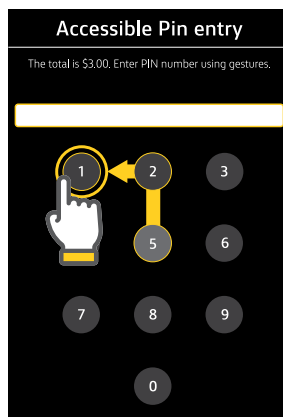 Accessible Pin entry
The total is $3.00. Enter PIN number using gestures.
1 2 3
5 6
7 8 9
0